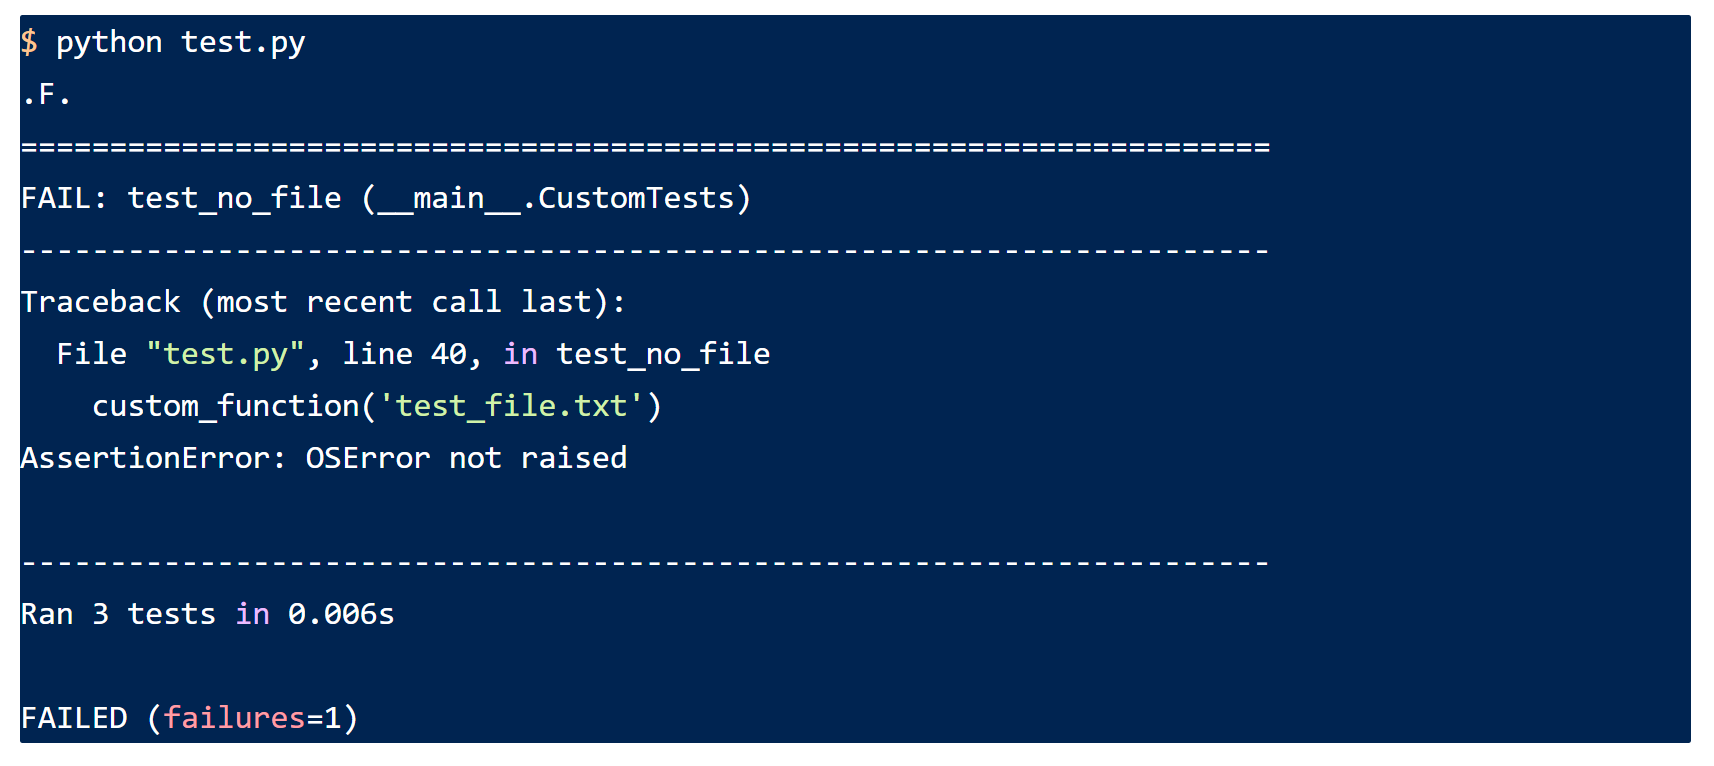 $ python test.py
.F.
======================================================================
FAIL: test_no_file (__main__.CustomTests)
----------------------------------------------------------------------
Traceback (most recent call last):
  File "test.py", line 40, in test_no_file
    custom_function('test_file.txt')
AssertionError: OSError not raised

----------------------------------------------------------------------
Ran 3 tests in 0.006s

FAILED (failures=1)